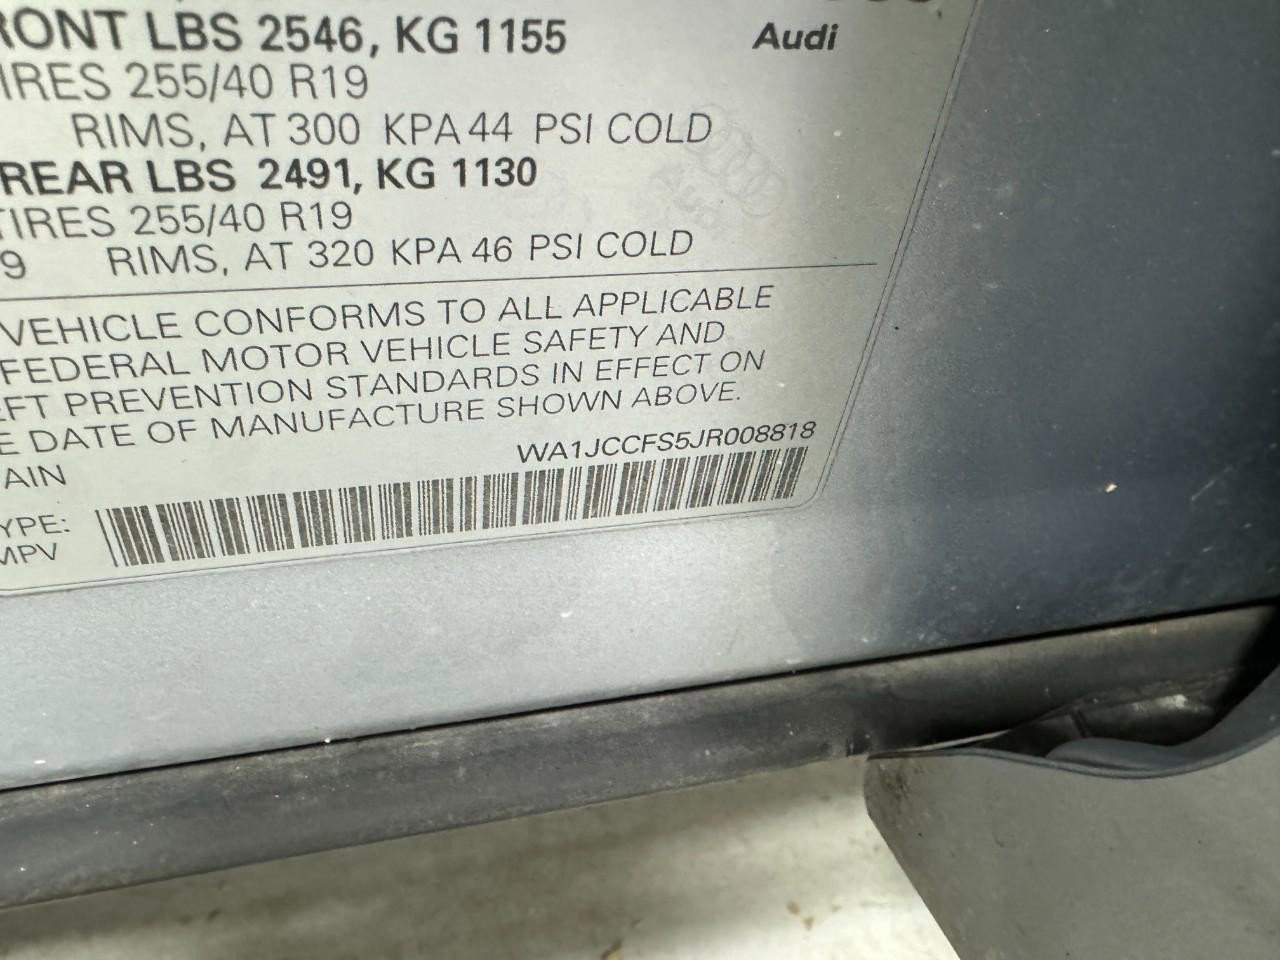 RONT LBS 2546, KG 1155
Audi
IRES 255/40 R19
RIMS, AT 300 KPA 44 PSI COLD
REAR LBS 2491, KG 1130
TIRES 255/40 R19
9 RIMS, AT 320 KPA 46 PSI COLD
VEHICLE CONFORMS TO ALL APPLICABLE
FEDERAL MOTOR VEHICLE SAFETY AND
EFT PREVENTION STANDARDS IN EFFECT ON
E DATE OF MANUFACTURE SHOWN ABOVE.
AIN
WA1JCCFS5JR008818
YPE:
MPV